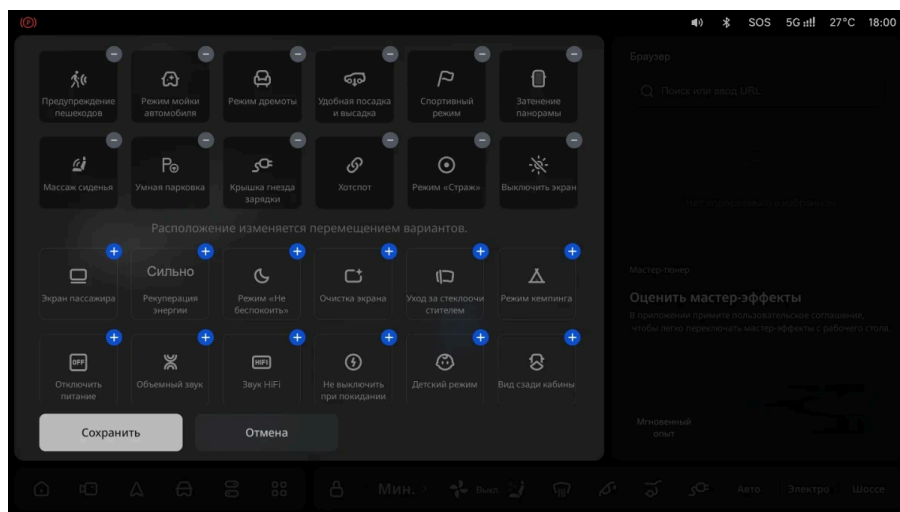 SOS 5G 27°C 18:00
Предупреждение
пешеходов
Режим мойки
автомобиля
Режим дремоты
Удобная посадка
и высадка
Спортивный
режим
Затенение
панорамы
Массаж сиденья
Умная парковка
Крышка гнезда
зарядки
Хотспот
Режим «Страж»
Выключить экран
Расположение изменяется перемещением вариантов.
Экран пассажира
Сильно
Рекуперация
энергии
Режим «Не
беспокоить»
Очистка экрана
Уход за стеклоочи
стителем
Режим кемпинга
OFF
Отключить
питание
Объемный звук
HIFI
Звук HiFi
Не выключить
при покидании
Детский режим
Вид сзади кабины
Сохранить
Отмена
Браузер
Поиск или ввод URL
Мастер-тюнер
Оценить мастер-эффекты
В приложении примите пользовательское соглашение,
чтобы легко переключать мастер-эффекты с рабочего стола.
Мгновенный
опыт
Мин.
Выкл.
Авто
Электро
Шоссе